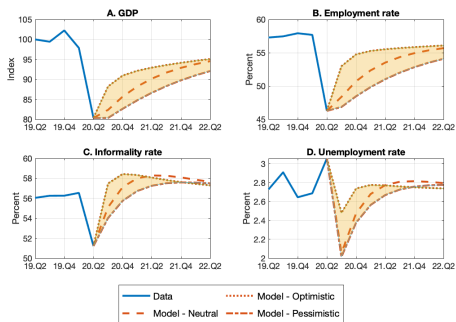 A. GDP
Index
105
100
95
90
85
80
19.Q2 19.Q4 20.Q2 20.Q4 21.Q2 21.Q4 22.Q2
B. Employment rate
Percent
60
55
50
45
19.Q2 19.Q4 20.Q2 20.Q4 21.Q2 21.Q4 22.Q2
C. Informality rate
Percent
60
58
56
54
52
50
19.Q2 19.Q4 20.Q2 20.Q4 21.Q2 21.Q4 22.Q2
D. Unemployment rate
Percent
3
2.8
2.6
2.4
2.2
2
19.Q2 19.Q4 20.Q2 20.Q4 21.Q2 21.Q4 22.Q2
Data
Model - Optimistic
Model - Neutral
Model - Pessimistic